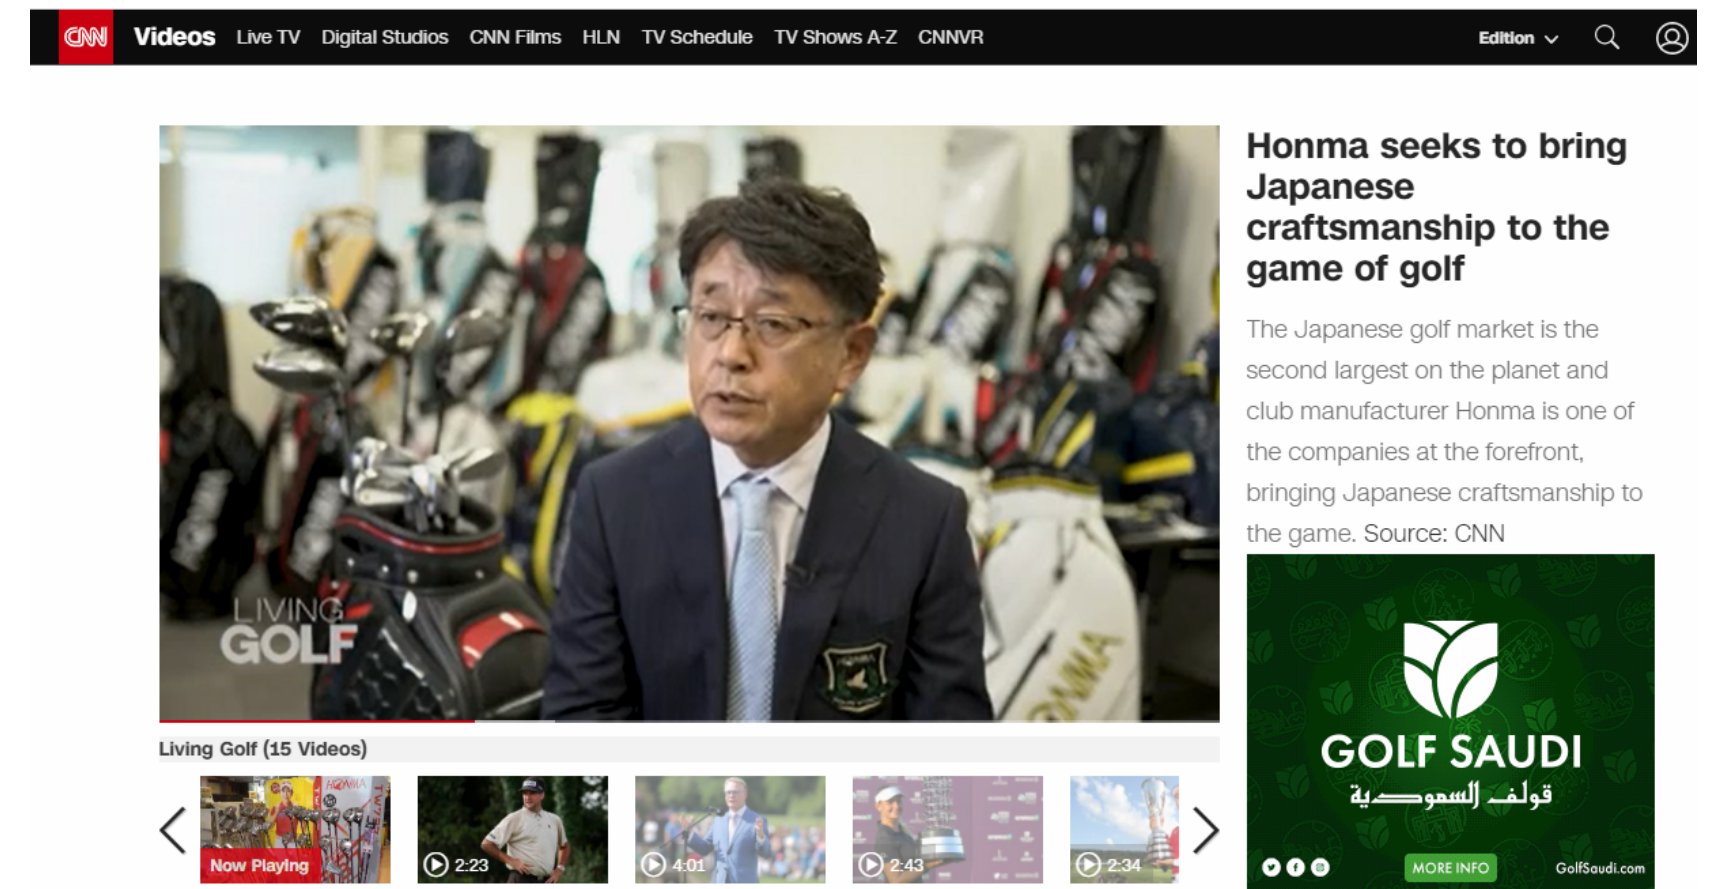 CNN Videos Live TV Digital Studios CNN Films HLN TV Schedule TV Shows A-Z CNNVR Edition
Honma seeks to bring
Japanese
craftsmanship to the
game of golf
The Japanese golf market is the
second largest on the planet and
club manufacturer Honma is one of
the companies at the forefront,
bringing Japanese craftsmanship to
the game. Source: CNN
HONMA
HONMA
LIVING
GOLF
Living Golf (15 Videos)
HONMA
Now Playing
2:23
4:01
2:43
2:34
GOLF SAUDI
قولف السعودية
MORE INFO
GolfSaudi.com